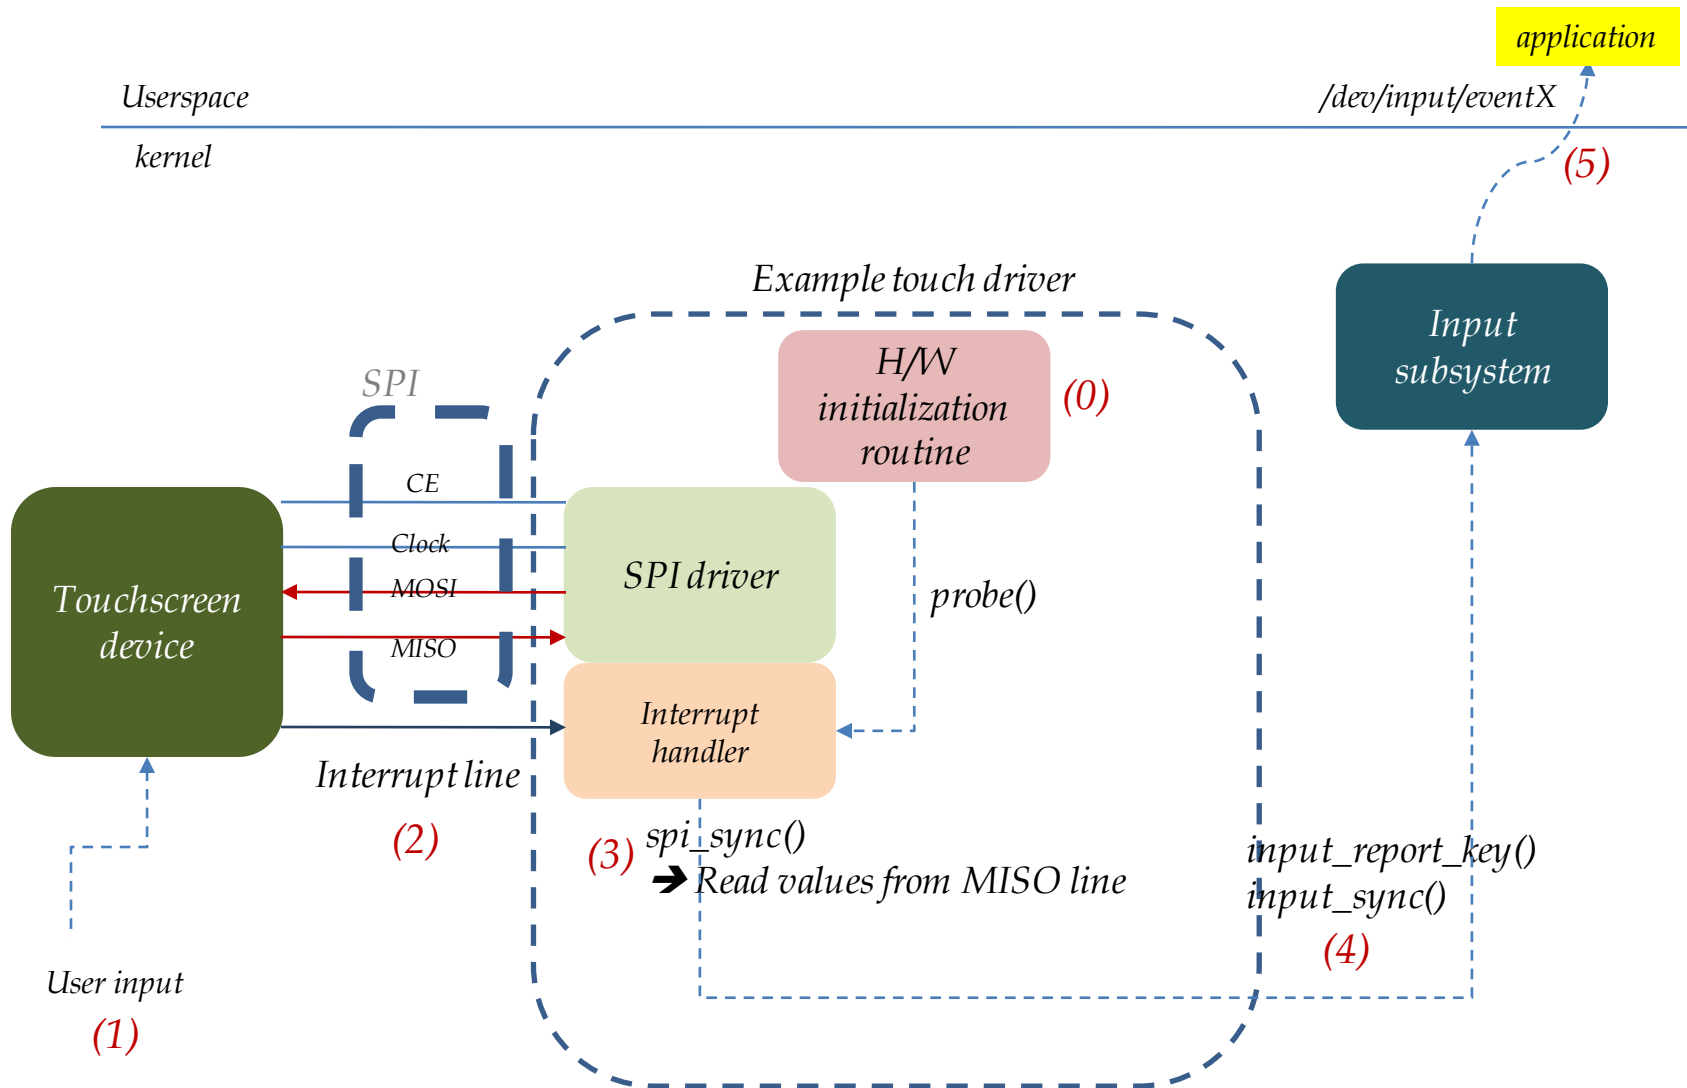 application
Userspace
/dev/input/eventX
kernel
(5)
Example touch driver
Input
subsystem
H/W
initialization
routine
(0)
SPI
CE
Clock
MOSI
MISO
Touchscreen
device
SPI driver
probe()
Interrupt
handler
Interrupt line
(2)
(3)
spi_sync()
➔ Read values from MISO line
input_report_key()
input_sync()
(4)
User input
(1)